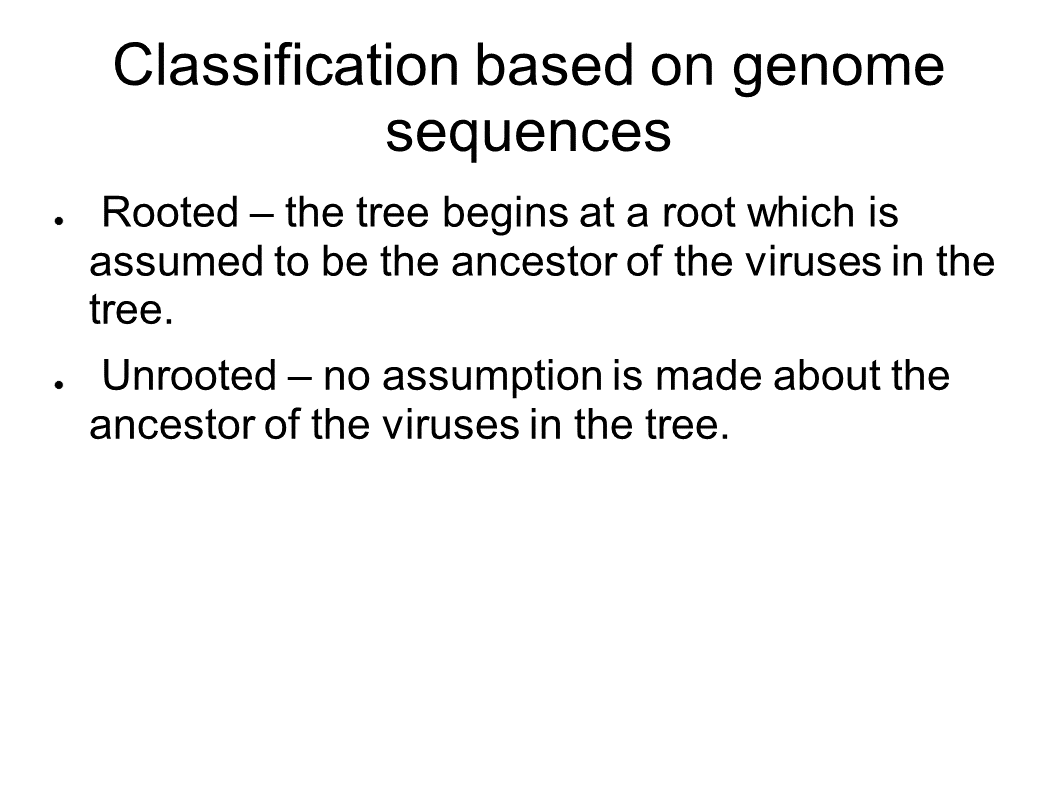 Classification based on genome
sequences
● Rooted – the tree begins at a root which is
assumed to be the ancestor of the viruses in the
tree.
● Unrooted – no assumption is made about the
ancestor of the viruses in the tree.